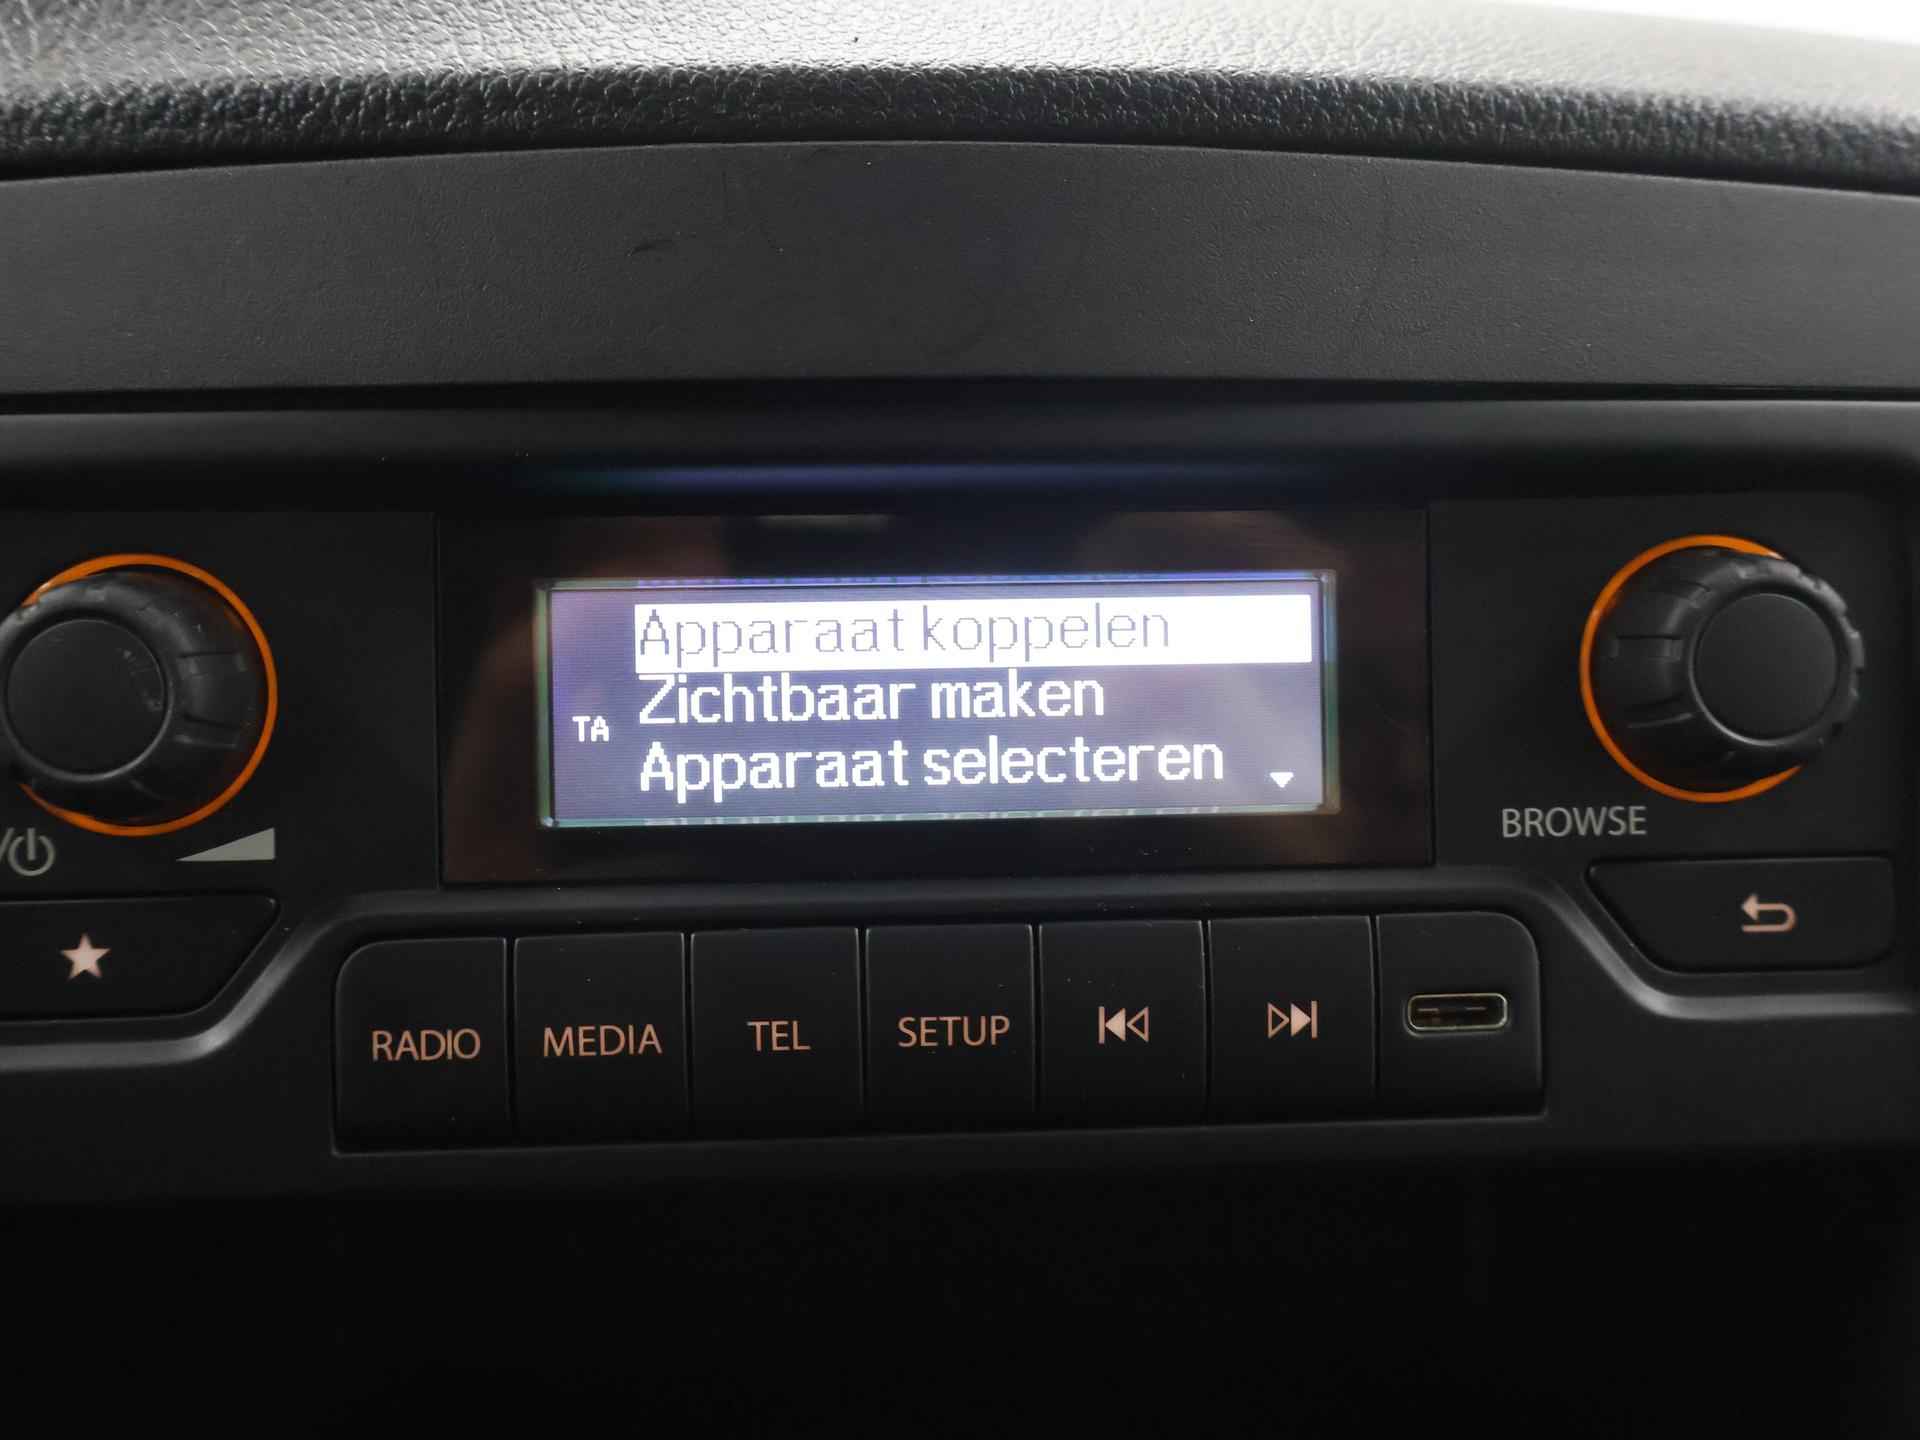 Apparaat koppelen
Zichtbaar maken
TA
Apparaat selecteren
BROWSE
RADIO
MEDIA
TEL
SETUP